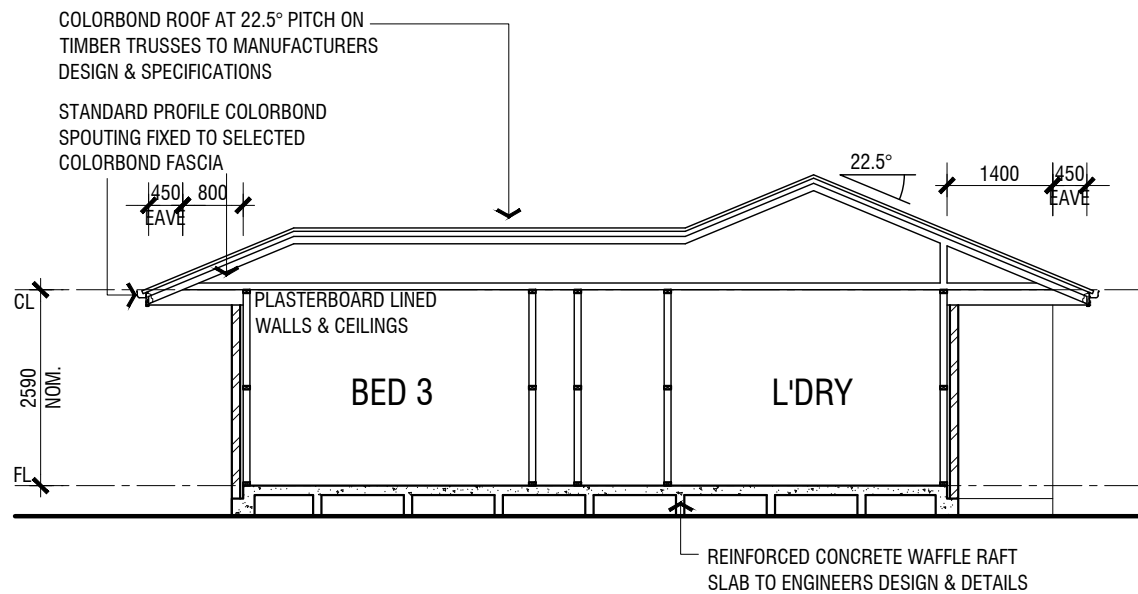 COLORBOND ROOF AT 22.5° PITCH ON
TIMBER TRUSSES TO MANUFACTURERS
DESIGN & SPECIFICATIONS
STANDARD PROFILE COLORBOND
SPOUTING FIXED TO SELECTED
COLORBOND FASCIA
450
EAVE
800
22.5°
1400
450
EAVE
CL
PLASTERBOARD LINED
WALLS & CEILINGS
2590
NOM.
BED 3
L'DRY
FL
REINFORCED CONCRETE WAFFLE RAFT
SLAB TO ENGINEERS DESIGN & DETAILS